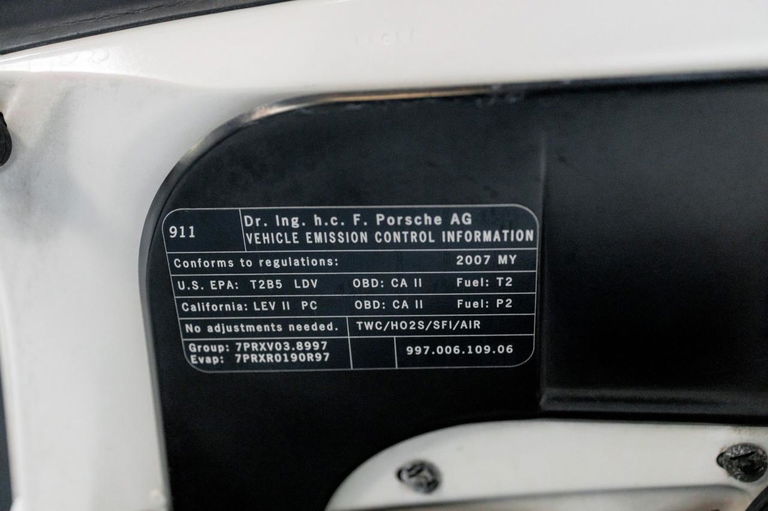 911
Dr. Ing. h.c. F. Porsche AG
VEHICLE EMISSION CONTROL INFORMATION
Conforms to regulations: 2007 MY
U.S. EPA: T2B5 LDV OBD: CA II Fuel: T2
California: LEV II PC OBD: CA II Fuel: P2
No adjustments needed. TWC/HO2S/SFI/AIR
Group: 7PRXV03.8997
Evap: 7PRXR0190R97
997.006.109.06